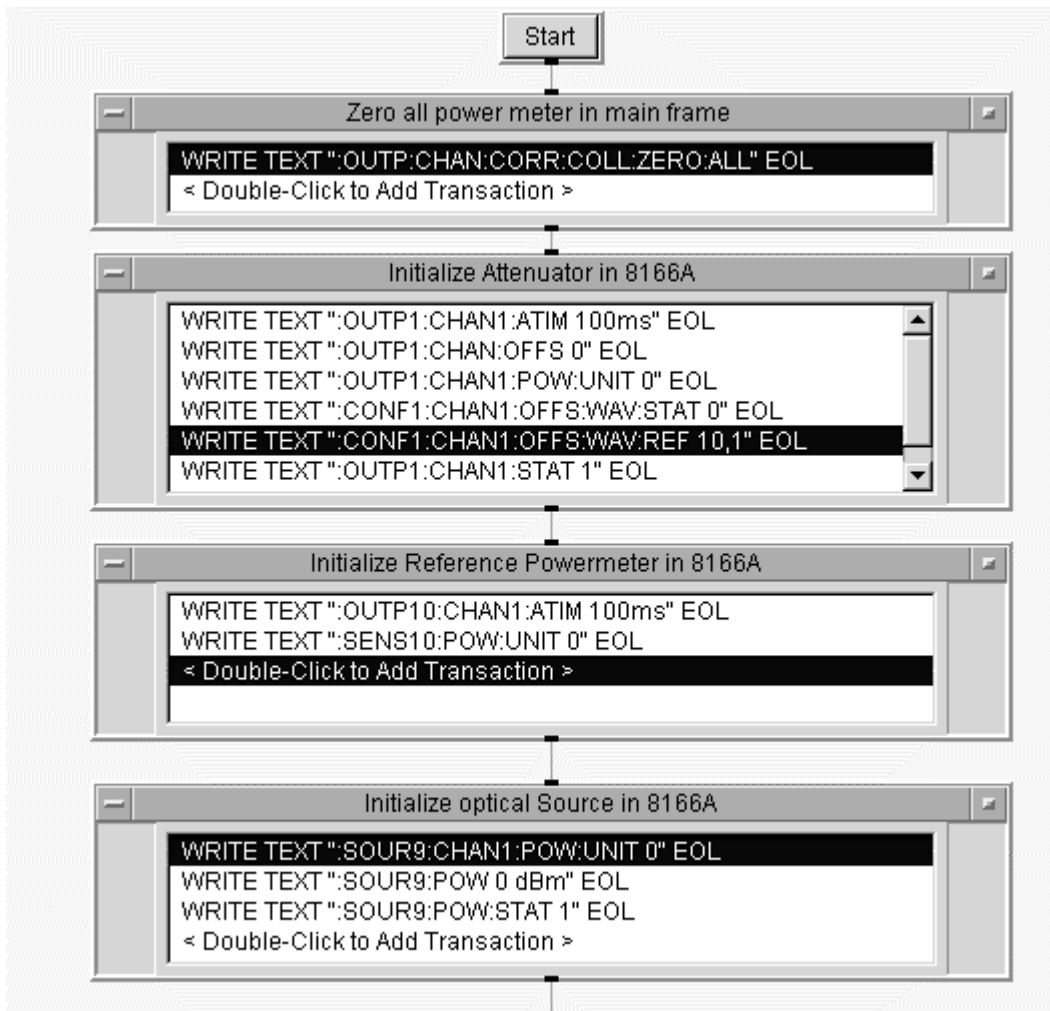 Start
Zero all power meter in main frame
WRITE TEXT ":OUTP:CHAN:CORR:COLL:ZERO:ALL" EOL
< Double-Click to Add Transaction >
Initialize Attenuator in 8166A
WRITE TEXT ":OUTP1:CHAN1:ATIM 100ms" EOL
WRITE TEXT ":OUTP1:CHAN:OFFS 0" EOL
WRITE TEXT ":OUTP1:CHAN1:POW:UNIT 0" EOL
WRITE TEXT ":CONF1:CHAN1:OFFS:WAV:STAT 0" EOL
WRITE TEXT ":CONF1:CHAN1:OFFS:WAV:REF 10,1" EOL
WRITE TEXT ":OUTP1:CHAN1:STAT 1" EOL
Initialize Reference Powermeter in 8166A
WRITE TEXT ":OUTP10:CHAN1:ATIM 100ms" EOL
WRITE TEXT ":SENS10:POW:UNIT 0" EOL
< Double-Click to Add Transaction >
Initialize optical Source in 8166A
WRITE TEXT ":SOUR9:CHAN1:POW:UNIT 0" EOL
WRITE TEXT ":SOUR9:POW 0 dBm" EOL
WRITE TEXT ":SOUR9:POW:STAT 1" EOL
< Double-Click to Add Transaction >